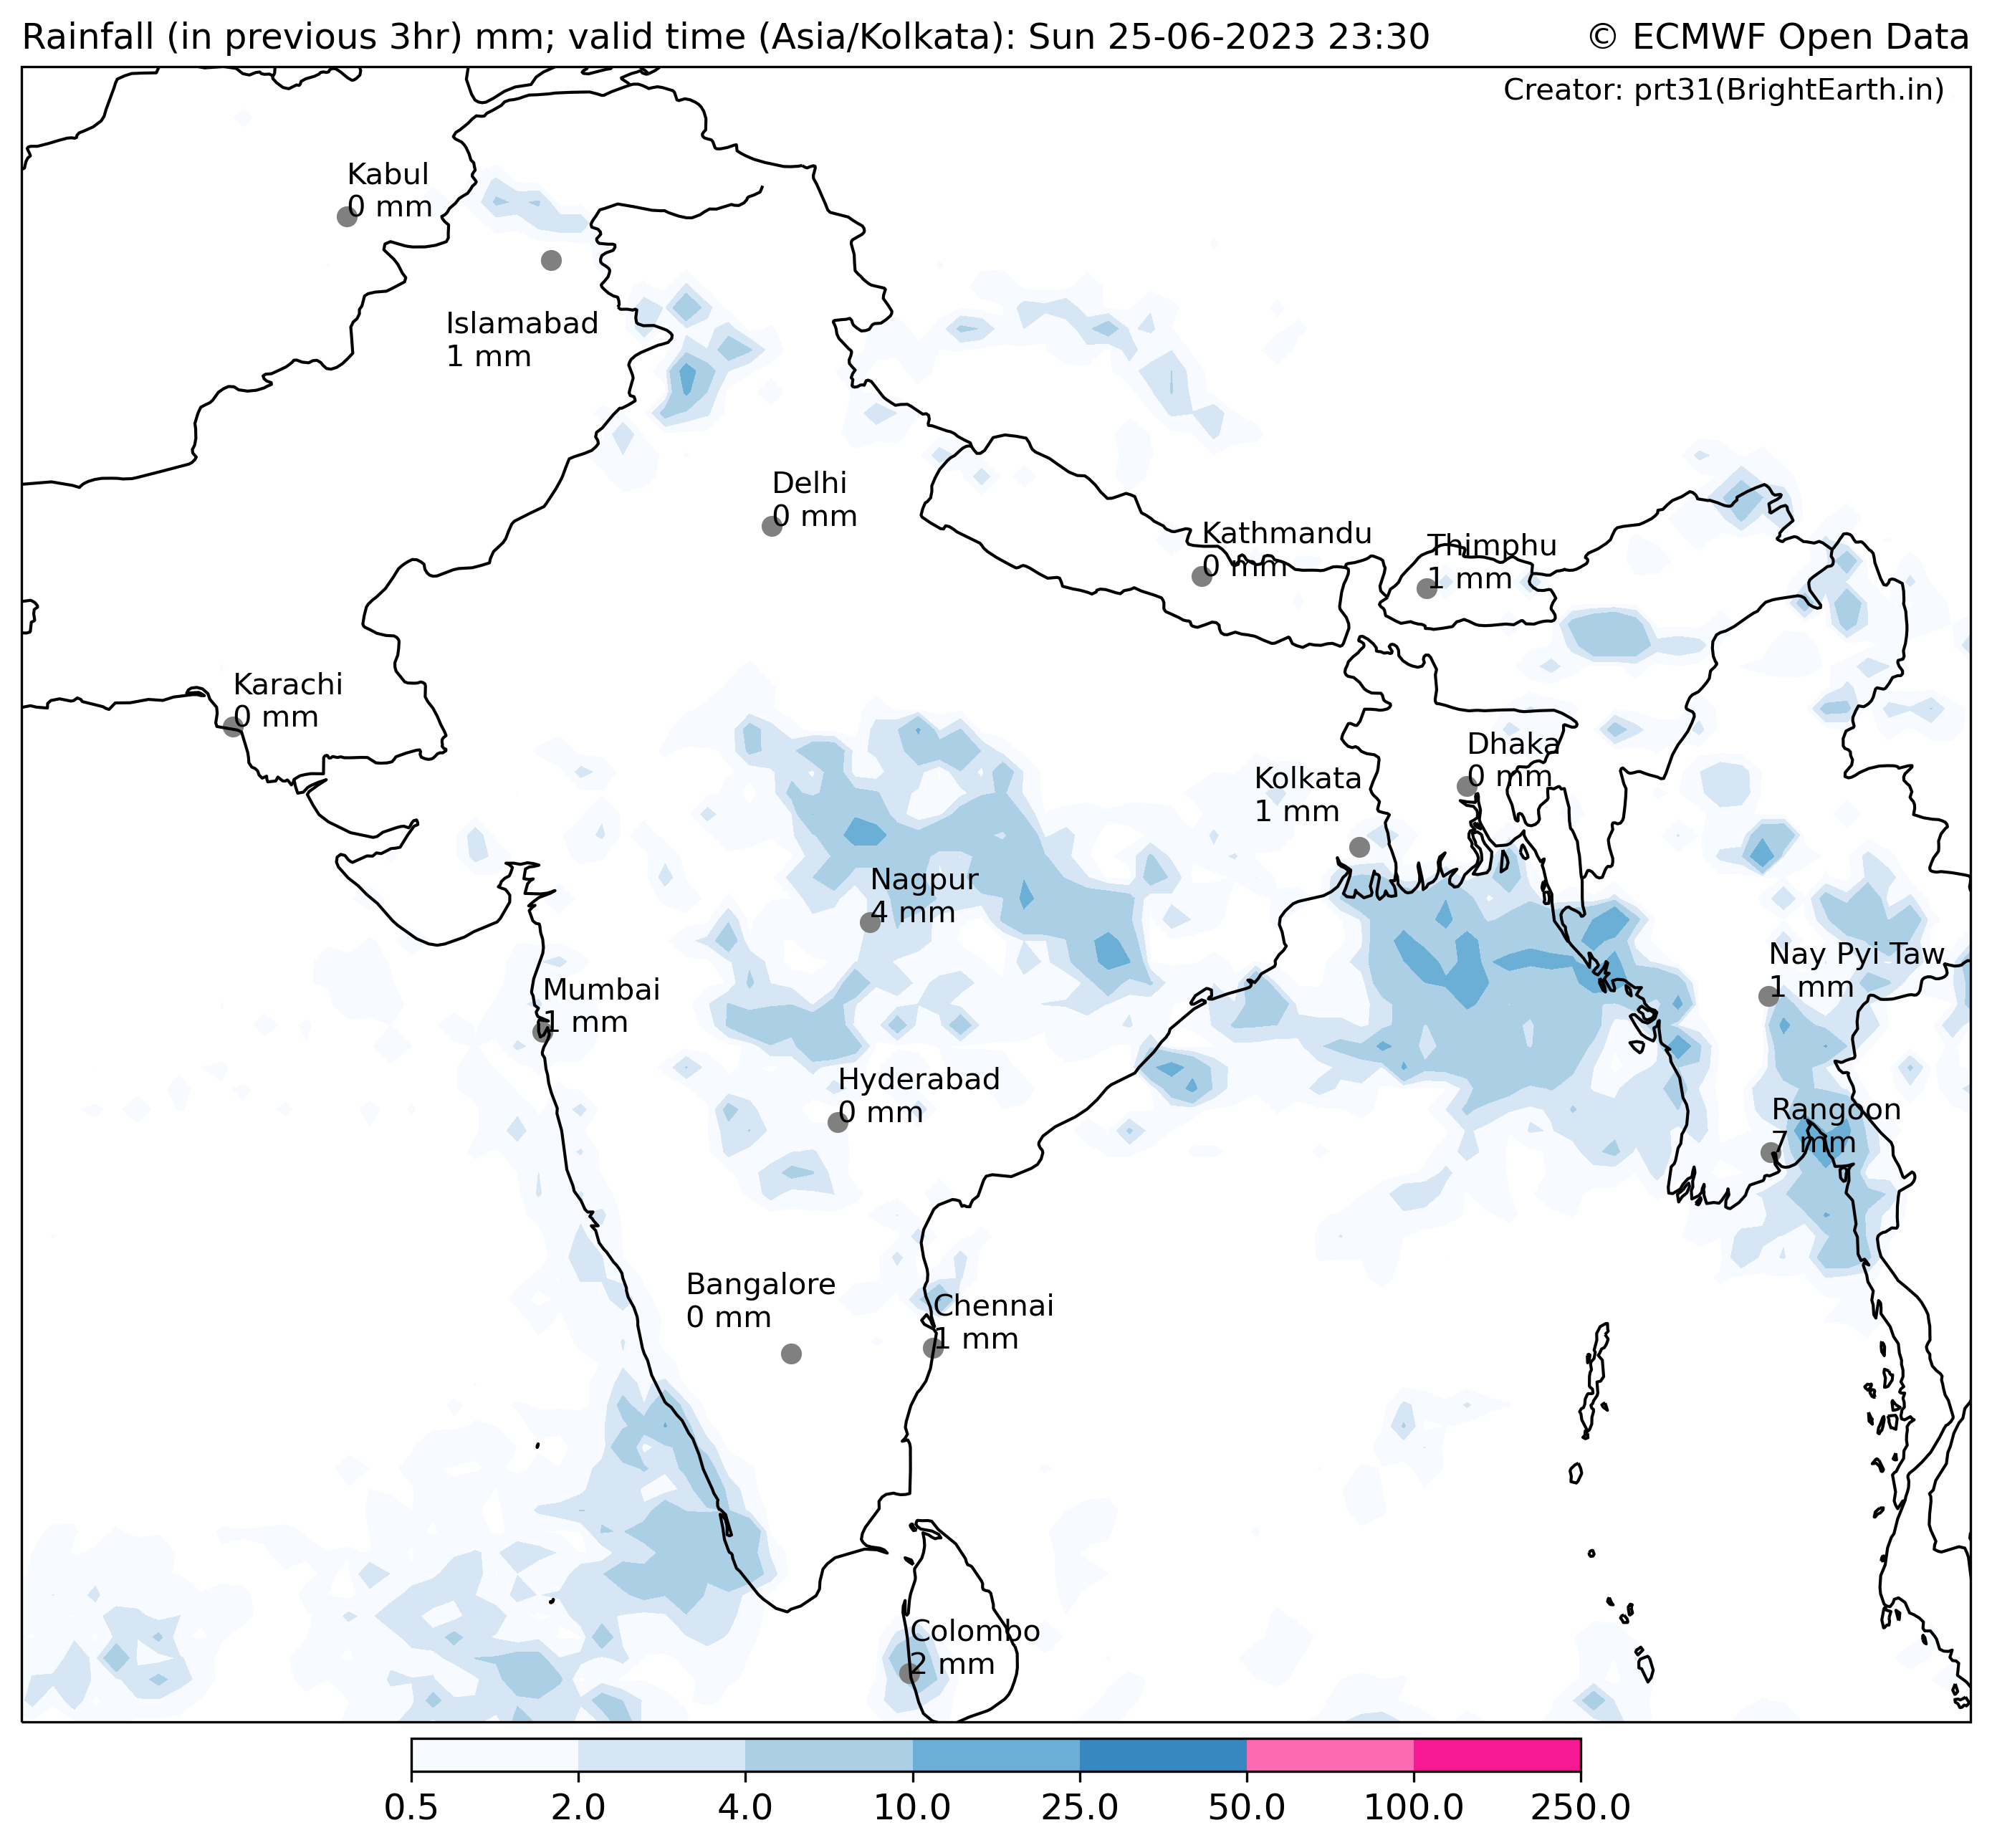 Rainfall (in previous 3hr) mm; valid time (Asia/Kolkata): Sun 25-06-2023 23:30
© ECMWF Open Data
Creator: prt31(BrightEarth.in)
Kabul
0 mm
Islamabad
1 mm
Delhi
0 mm
Kathmandu
0 mm
Thimphu
1 mm
Karachi
0 mm
Dhaka
0 mm
Kolkata
1 mm
Nagpur
4 mm
Nay Pyi Taw
1 mm
Mumbai
1 mm
Hyderabad
0 mm
Rangoon
7 mm
Bangalore
0 mm
Chennai
1 mm
Colombo
2 mm
0.5 2.0 4.0 10.0 25.0 50.0 100.0 250.0